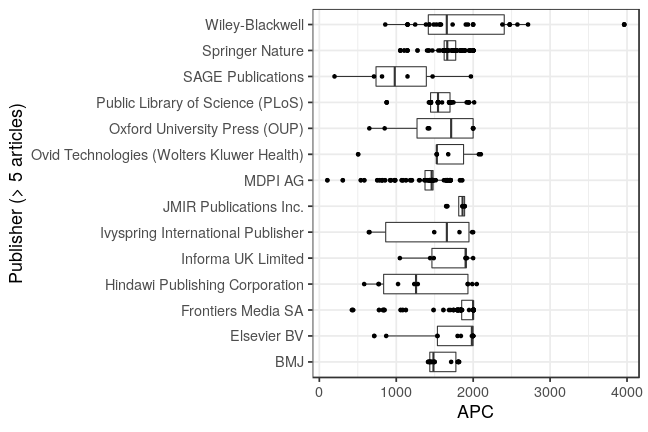 Publisher (> 5 articles)
Wiley-Blackwell
Springer Nature
SAGE Publications
Public Library of Science (PLoS)
Oxford University Press (OUP)
Ovid Technologies (Wolters Kluwer Health)
MDPI AG
JMIR Publications Inc.
Ivyspring International Publisher
Informa UK Limited
Hindawi Publishing Corporation
Frontiers Media SA
Elsevier BV
BMJ
0 1000 2000 3000 4000
APC